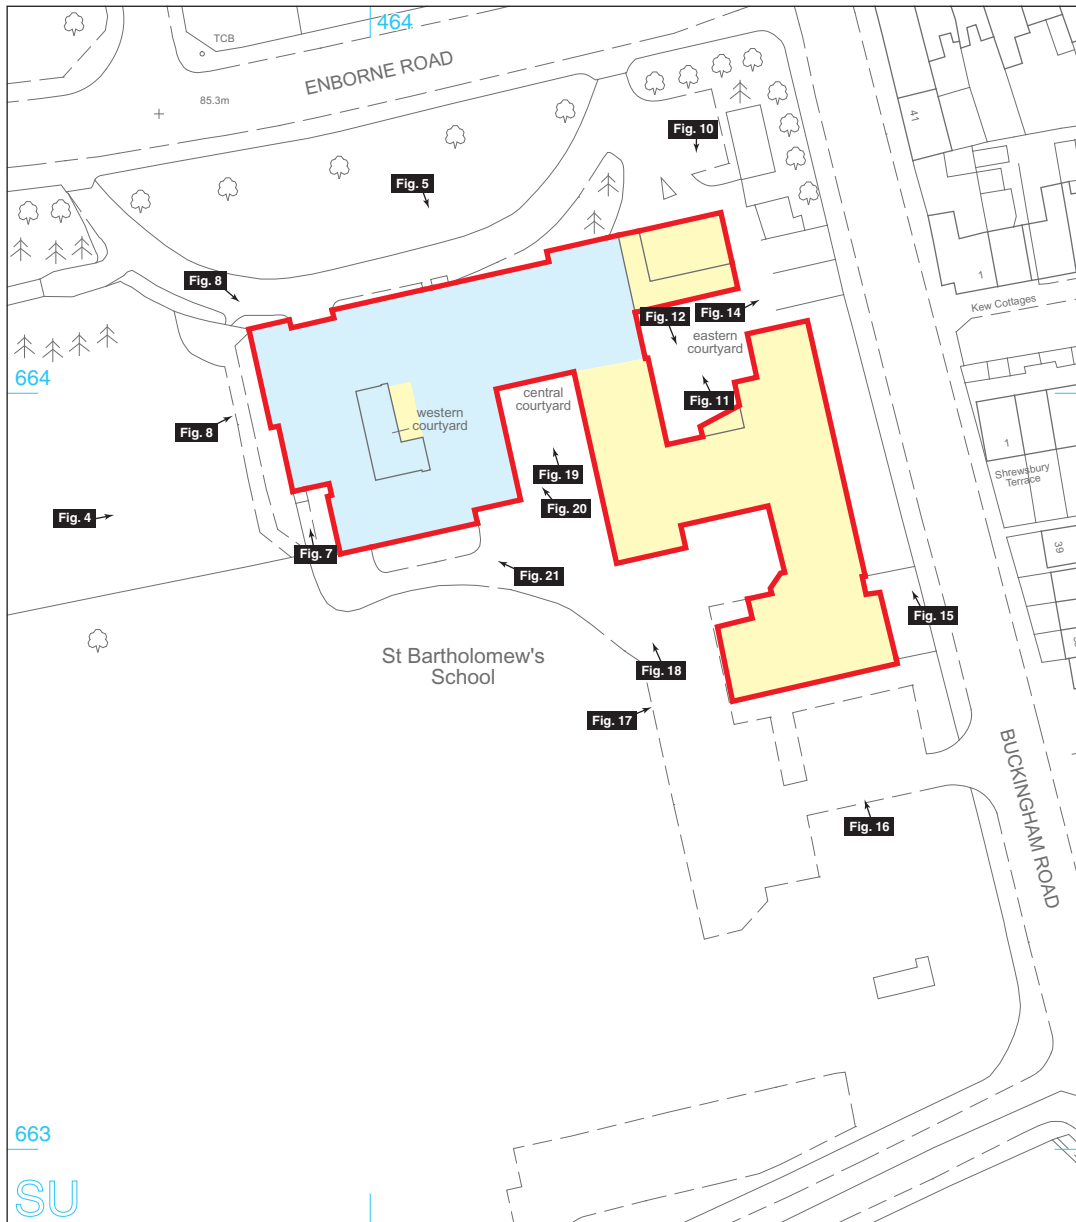 464
TCB
ENBORNE ROAD
85.3m
41
Fig. 10
Fig. 5
1
Fig. 8
Kew Cottages
Fig. 12
Fig. 14
eastern
courtyard
664
central
courtyard
Fig. 11
western
courtyard
Fig. 8
1
Shrewsbury
Terrace
Fig. 19
Fig. 20
Fig. 4
Fig. 7
39
Fig. 21
Fig. 15
St Bartholomew's
School
Fig. 18
Fig. 17
BUCKINGHAM ROAD
Fig. 16
663
SU